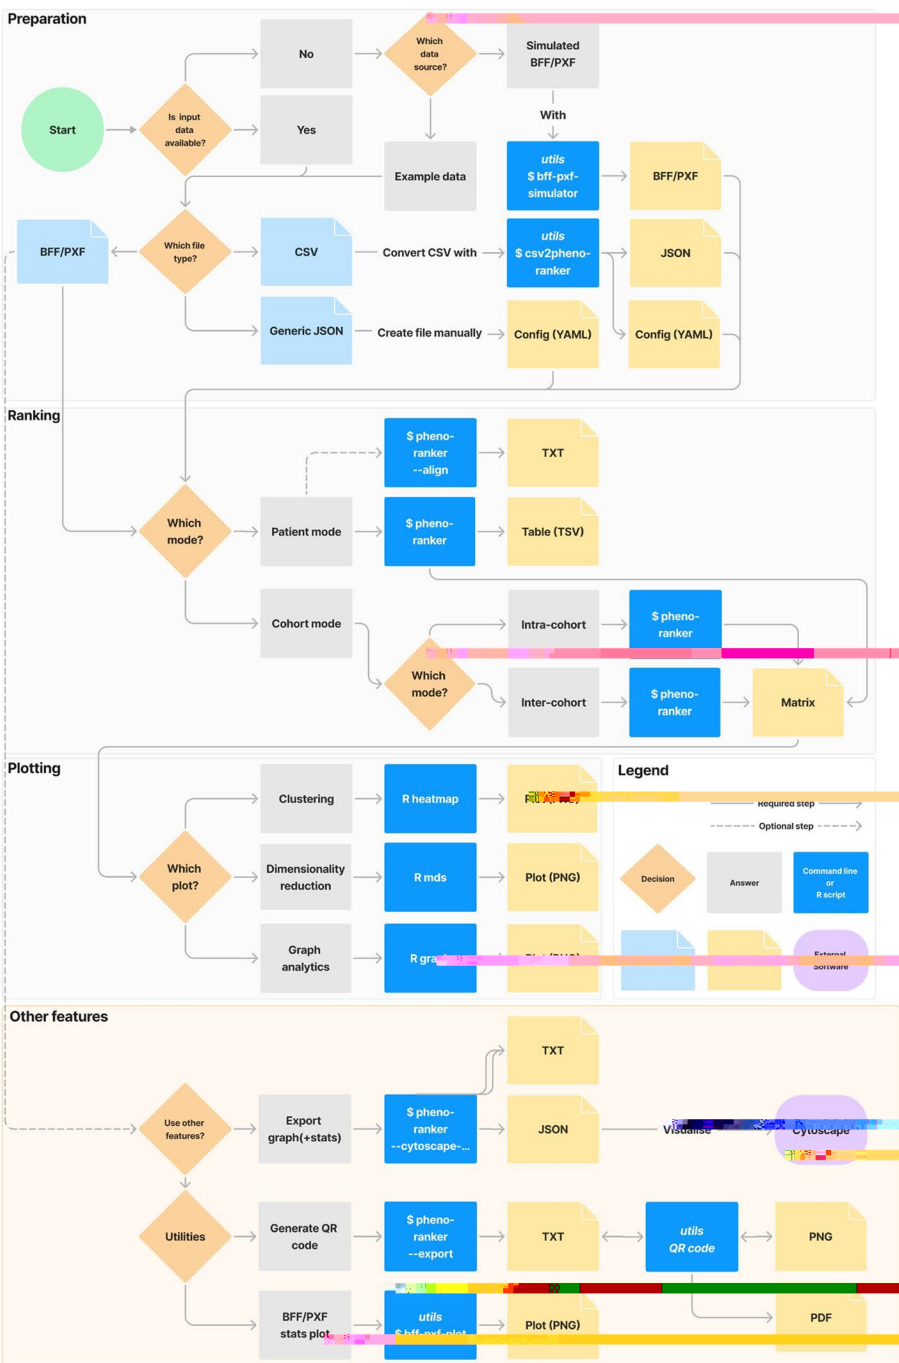 Preparation
No
Which
data
source?
Simulated
BFF/PXF
Start
Is input
data
available?
Yes
With
Example data
utils
$ bff-pxf-
simulator
BFF/PXF
BFF/PXF
Which file
type?
CSV
Convert CSV with
utils
$ csv2pheno-
ranker
JSON
Generic JSON
Create file manually
Config (YAML)
Config (YAML)
Ranking
$ pheno-
ranker
--align
TXT
Which
mode?
Patient mode
$ pheno-
ranker
Table (TSV)
Cohort mode
Intra-cohort
$ pheno-
ranker
Which
mode?
Inter-cohort
$ pheno-
ranker
Matrix
Plotting
Clustering
R heatmap
Which
plot?
Dimensionality
reduction
R mds
Plot (PNG)
Graph
analytics
Legend
Required step
Optional step
Decision
Answer
Command line
or
R script
External
Software
Other features
TXT
Use other
features?
Export
graph(+stats)
$ pheno-
ranker
--cytoscape-...
JSON
Visualise
Cytoscape
Utilities
Generate QR
code
$ pheno-
ranker
--export
TXT
utils
QR code
PNG
BFF/PXF
stats plot
utils
$ bff-pxf-plot
Plot (PNG)
PDF